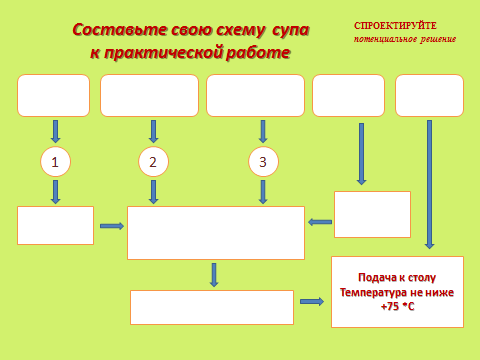 Составьте свою схему супа
к практической работе
СПРОЕКТИРУЙТЕ
потенциальное решение
1
2
3
Подача к столу
Температура не ниже
+75 *С